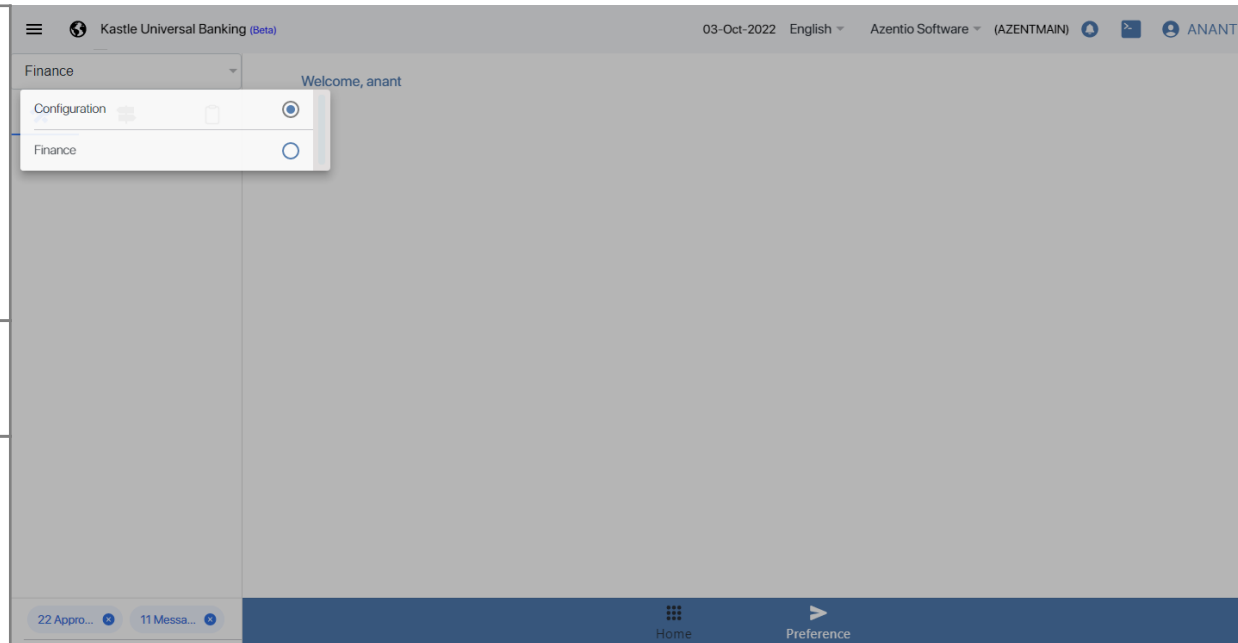 Kastle Universal Banking (Beta) 03-Oct-2022 English Azentio Software (AZENTMAIN) ANANT
Finance
Welcome, anant
Configuration
Finance
22 Appro... 11 Messa...
Home Preference